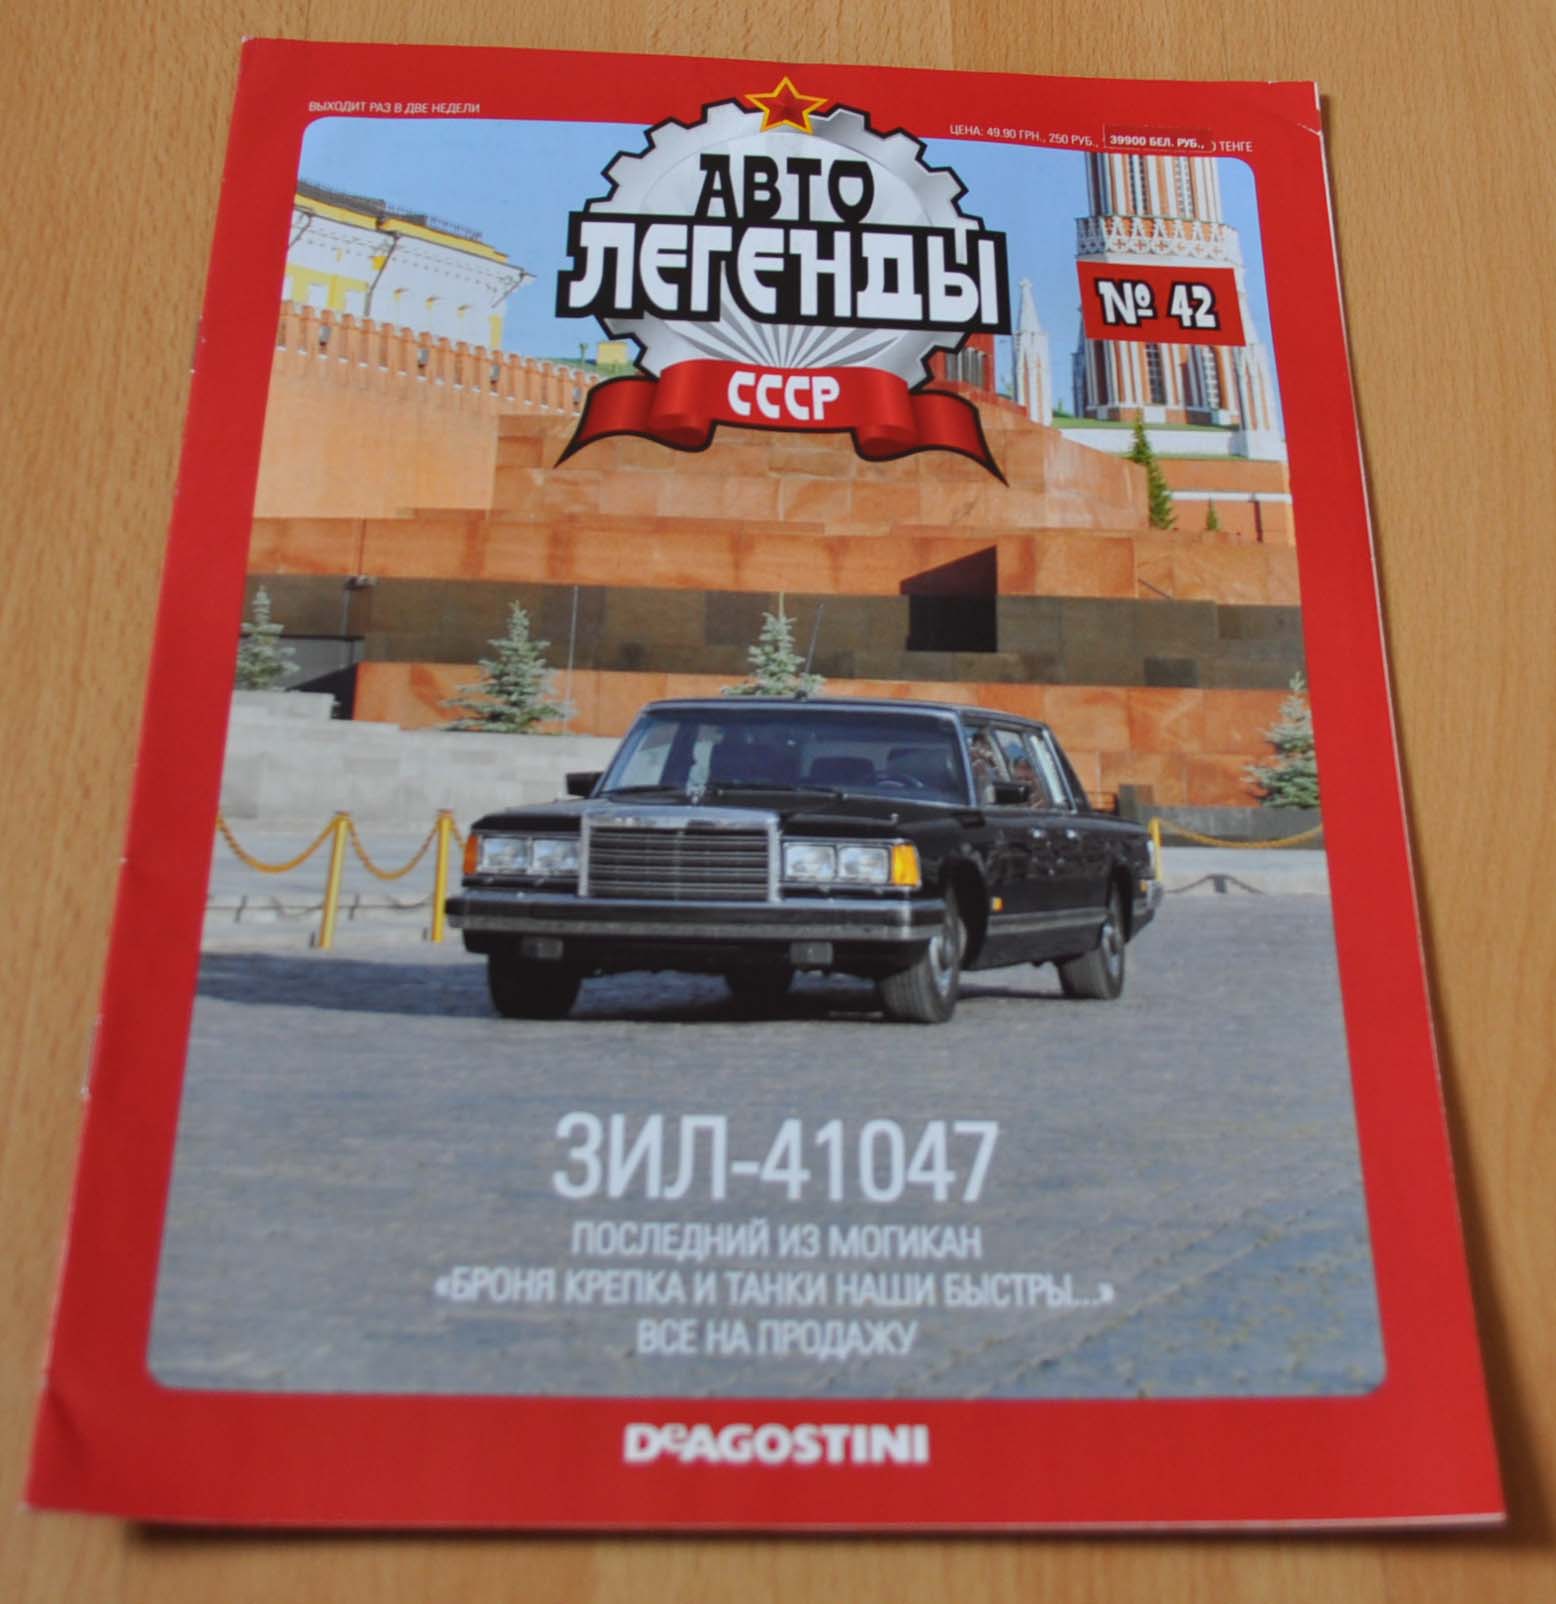 ВЫХОДИТ РАЗ В ДВЕ НЕДЕЛИ
ЦЕНА: 49.90 ГРН., 250 РУБ., 39900 БЕЛ. РУБ., ТЕНГЕ
АВТО
ЛЕГЕНДЫ
СССР
№ 42
ЗИЛ-41047
ПОСЛЕДНИЙ ИЗ МОГИКАН
«БРОНЯ КРЕПКА И ТАНКИ НАШИ БЫСТРЫ...»
ВСЕ НА ПРОДАЖУ
DeAGOSTINI